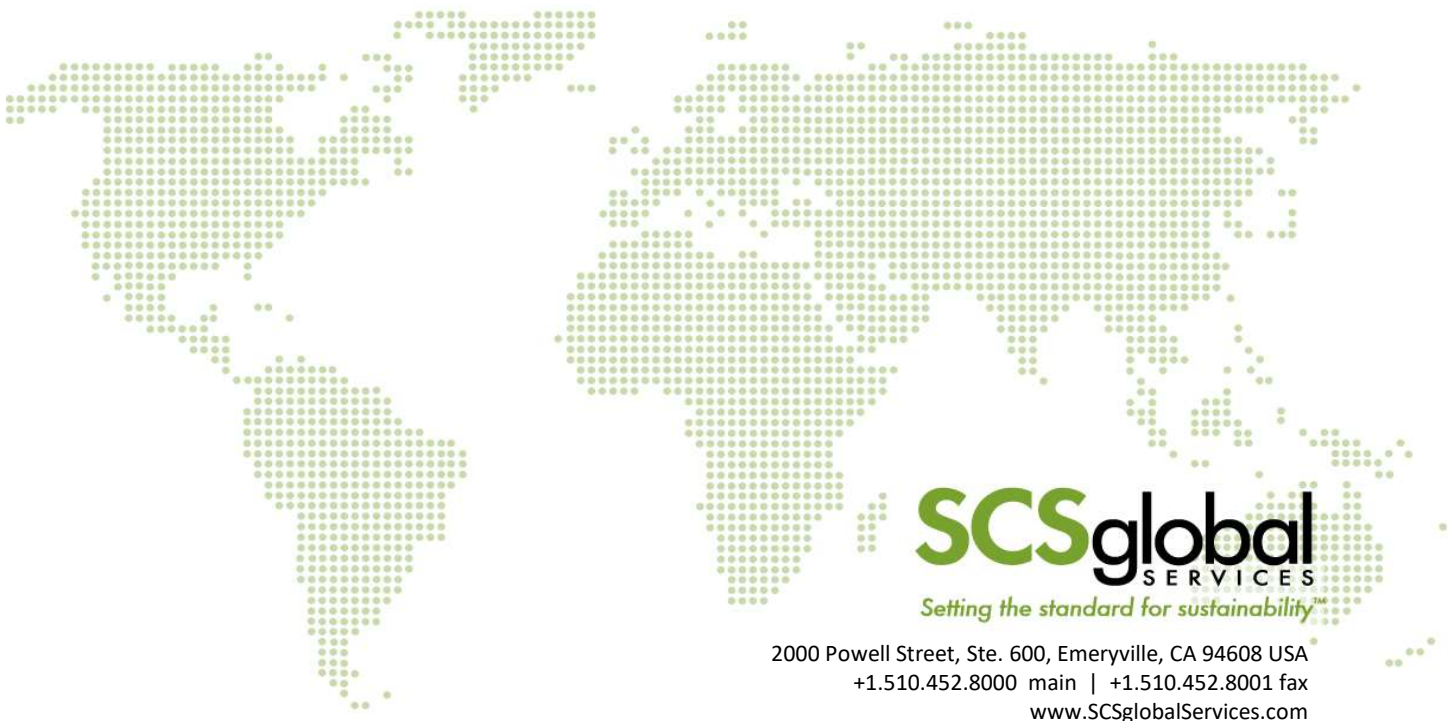 SCSglobal
SERVICES
Setting the standard for sustainability™
2000 Powell Street, Ste. 600, Emeryville, CA 94608 USA
+1.510.452.8000 main | +1.510.452.8001 fax
www.SCSglobalServices.com